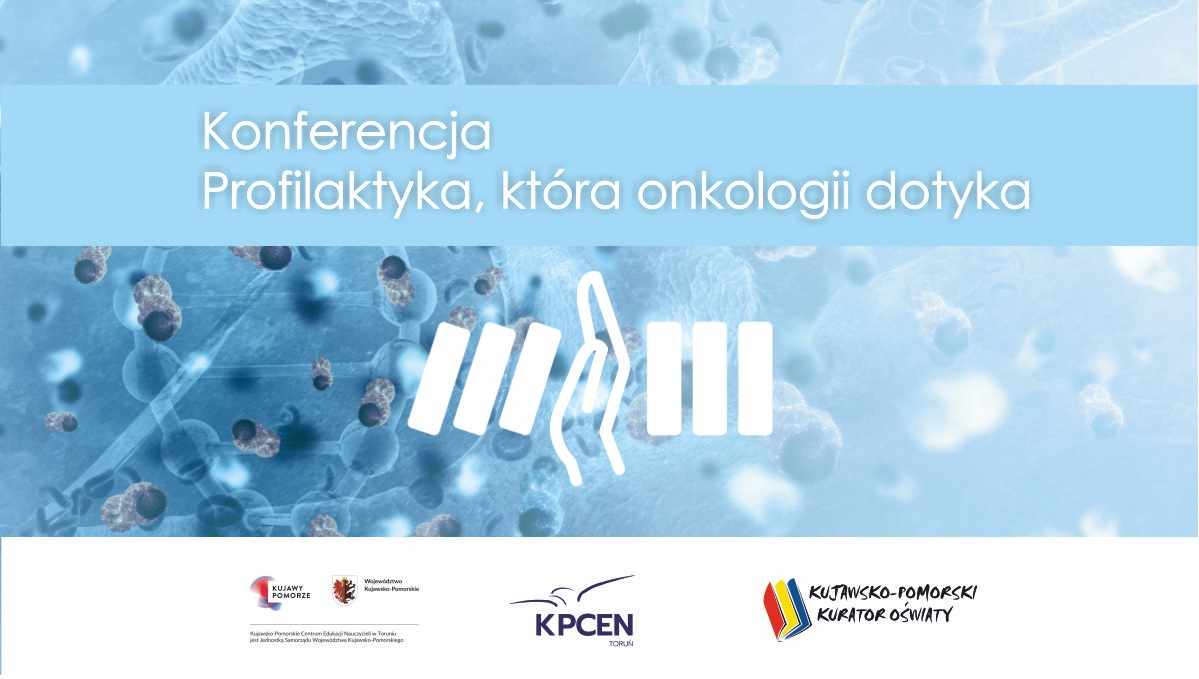 Konferencja
Profilaktyka, która onkologii dotyka
KUJAWY
POMORZE
Województwo
Kujawsko-Pomorskie
Kujawsko-Pomorskie Centrum Edukacji Nauczycieli w Toruniu
jest Jednostką Samorządu Województwa Kujawsko-Pomorskiego
KPCEN
TORUŃ
KUJAWSKO-POMORSKI
KURATOR OŚWIATY